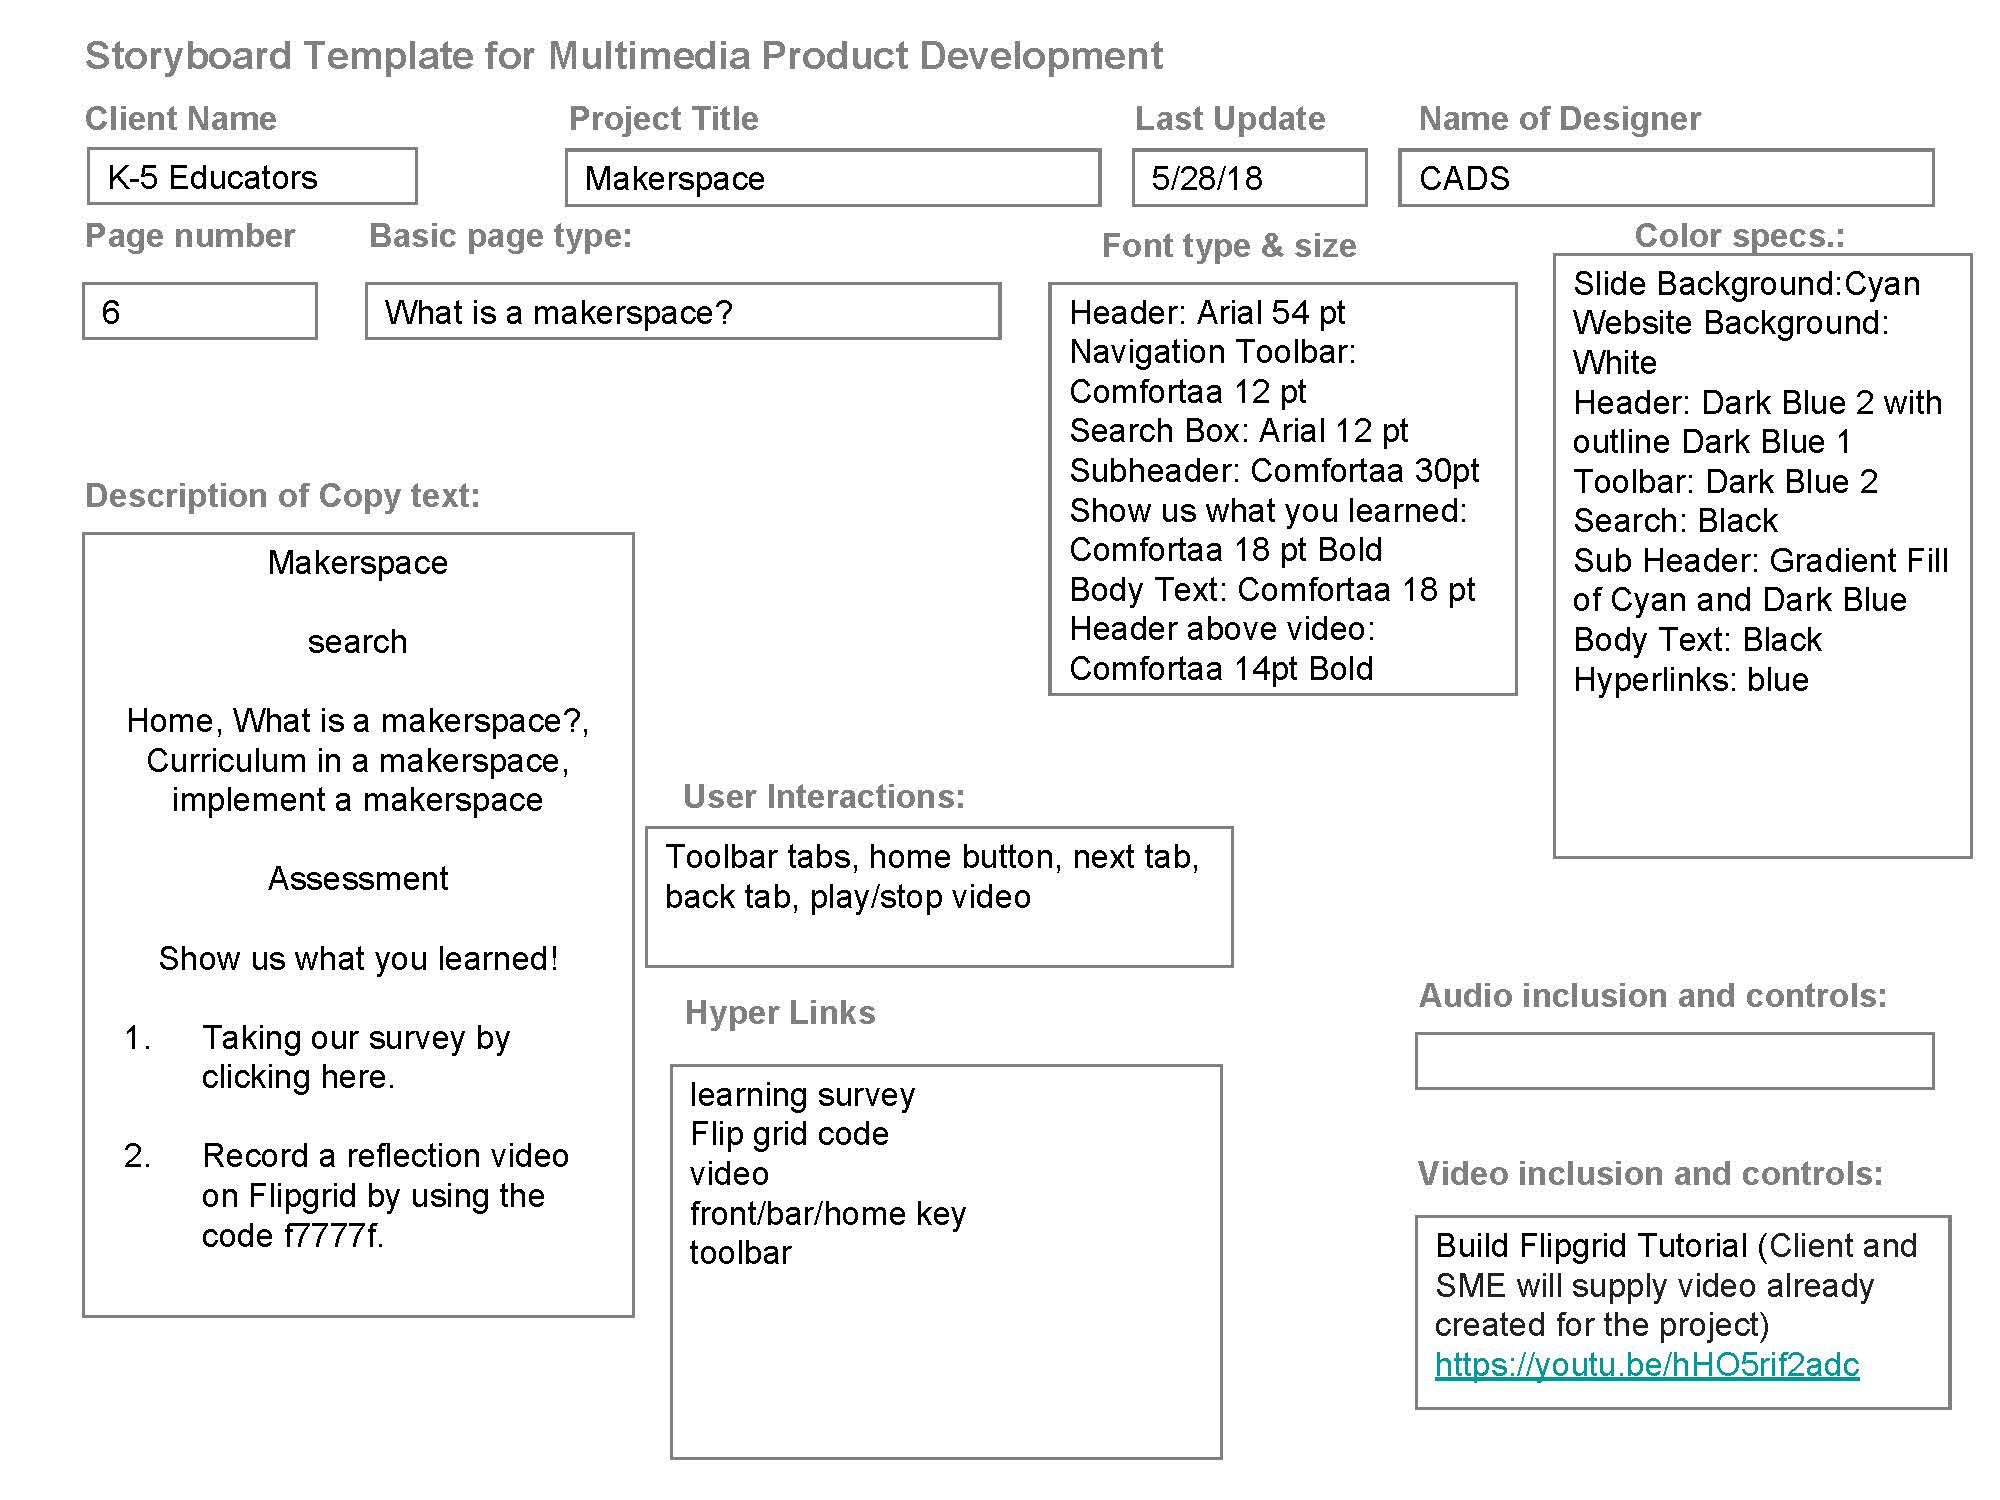 Storyboard Template for Multimedia Product Development
Client Name
K-5 Educators
Project Title
Makerspace
Last Update
5/28/18
Name of Designer
CADS
Page number
6
Basic page type:
What is a makerspace?
Font type & size
Header: Arial 54 pt
Navigation Toolbar:
Comfortaa 12 pt
Search Box: Arial 12 pt
Subheader: Comfortaa 30pt
Show us what you learned:
Comfortaa 18 pt Bold
Body Text: Comfortaa 18 pt
Header above video:
Comfortaa 14pt Bold
Color specs.:
Slide Background:Cyan
Website Background:
White
Header: Dark Blue 2 with
outline Dark Blue 1
Toolbar: Dark Blue 2
Search: Black
Sub Header: Gradient Fill
of Cyan and Dark Blue
Body Text: Black
Hyperlinks: blue
Description of Copy text:
Makerspace
search
Home, What is a makerspace?,
Curriculum in a makerspace,
implement a makerspace
Assessment
Show us what you learned!
1. Taking our survey by
clicking here.
2. Record a reflection video
on Flipgrid by using the
code f7777f.
User Interactions:
Toolbar tabs, home button, next tab,
back tab, play/stop video
Hyper Links
learning survey
Flip grid code
video
front/bar/home key
toolbar
Audio inclusion and controls:
Video inclusion and controls:
Build Flipgrid Tutorial (Client and
SME will supply video already
created for the project)
https://youtu.be/hHO5rif2adc